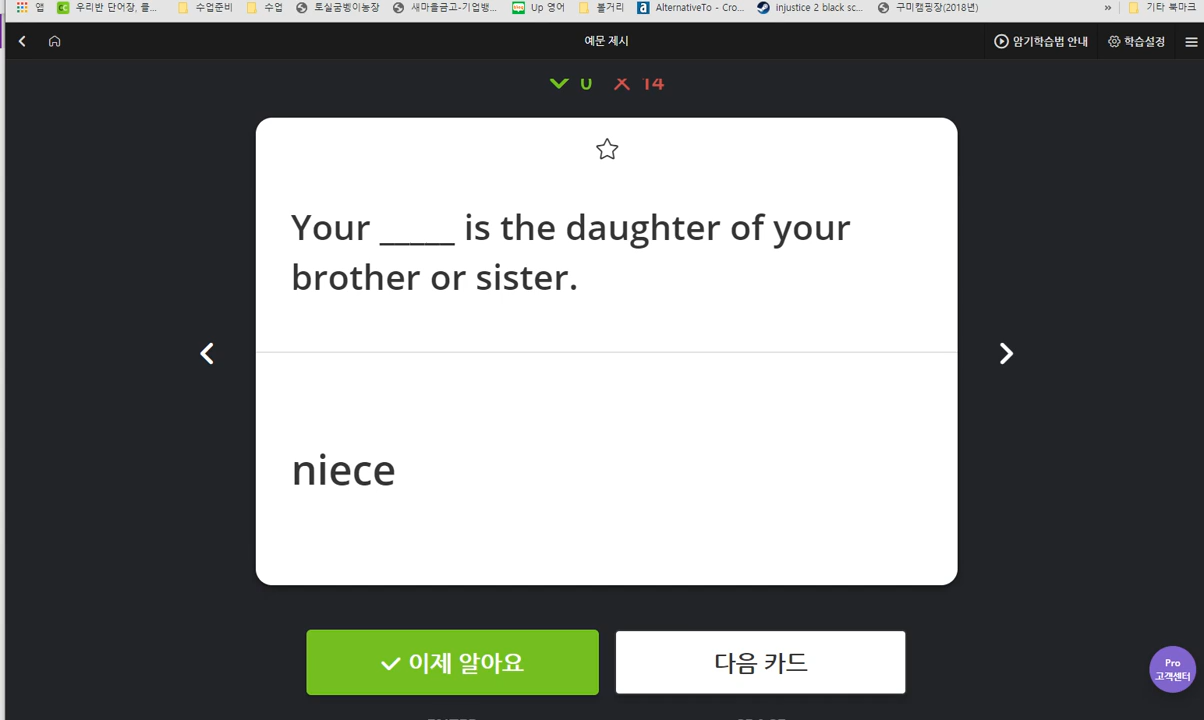 앱 우리반 단어장, 클... 수업준비 수업 토실굼벵이농장 새마을금고-기업뱅... Up 영어 볼거리 AlternativeTo - Cro... injustice 2 black sc... 구미캠핑장(2018년) » 기타 북마크
예문 제시 암기학습법 안내 학습설정
0 14
Your _____ is the daughter of your
brother or sister.
niece
이제 알아요 다음 카드
Pro
고객센터